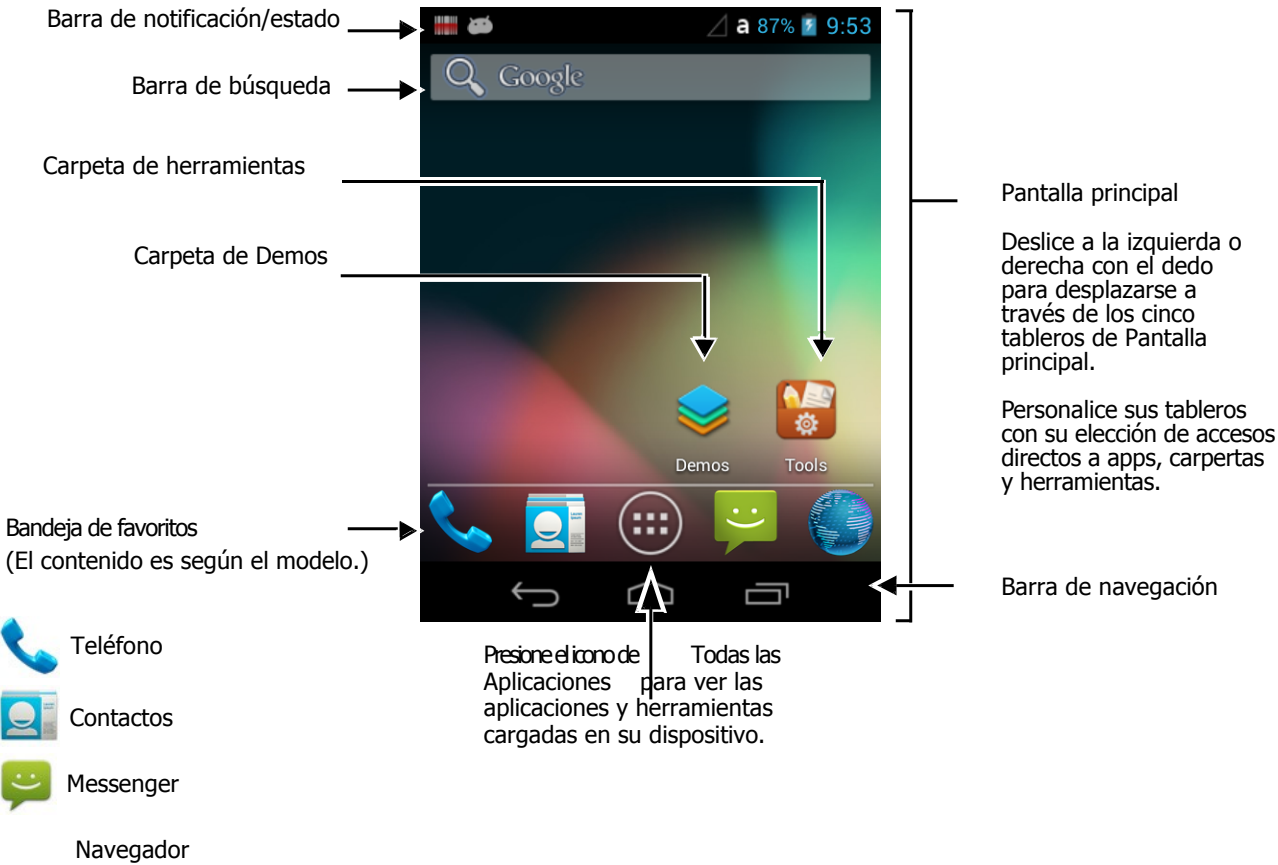 Barra de notificación/estado
a 87% 9:53
Barra de búsqueda
Google
Carpeta de herramientas
Carpeta de Demos
Demos
Tools
Bandeja de favoritos
(El contenido es según el modelo.)
Teléfono
Contactos
Messenger
Navegador
Presione el icono de Todas las
Aplicaciones para ver las
aplicaciones y herramientas
cargadas en su dispositivo.
Pantalla principal
Deslice a la izquierda o
derecha con el dedo
para desplazarse a
través de los cinco
tableros de Pantalla
principal.
Personalice sus tableros
con su elección de accesos
directos a apps, carpertas
y herramientas.
Barra de navegación